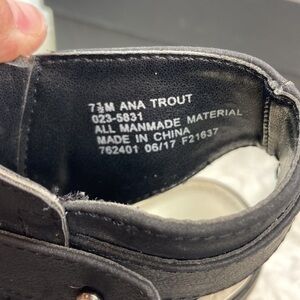 7½M ANA TROUT
023-5831
ALL MANMADE MATERIAL
MADE IN CHINA
762401 06/17 F21637